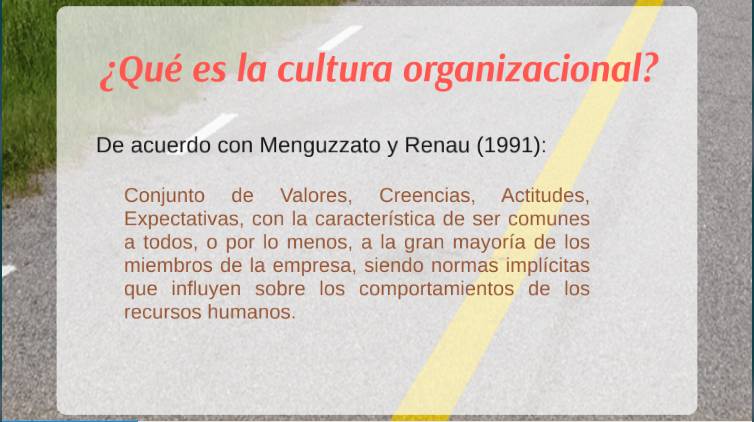 ¿Qué es la cultura organizacional?
De acuerdo con Menguzzato y Renau (1991):
Conjunto de Valores, Creencias, Actitudes,
Expectativas, con la característica de ser comunes
a todos, o por lo menos, a la gran mayoría de los
miembros de la empresa, siendo normas implícitas
que influyen sobre los comportamientos de los
recursos humanos.